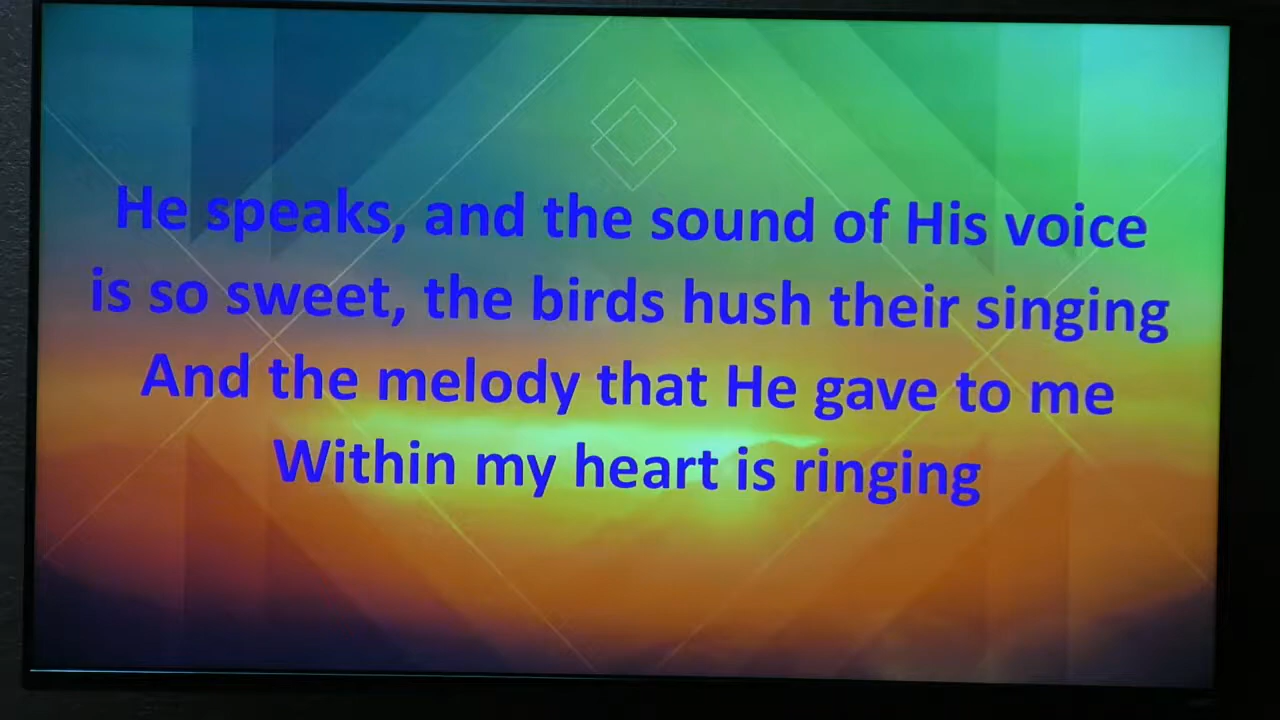 He speaks, and the sound of His voice
is so sweet, the birds hush their singing
And the melody that He gave to me
Within my heart is ringing